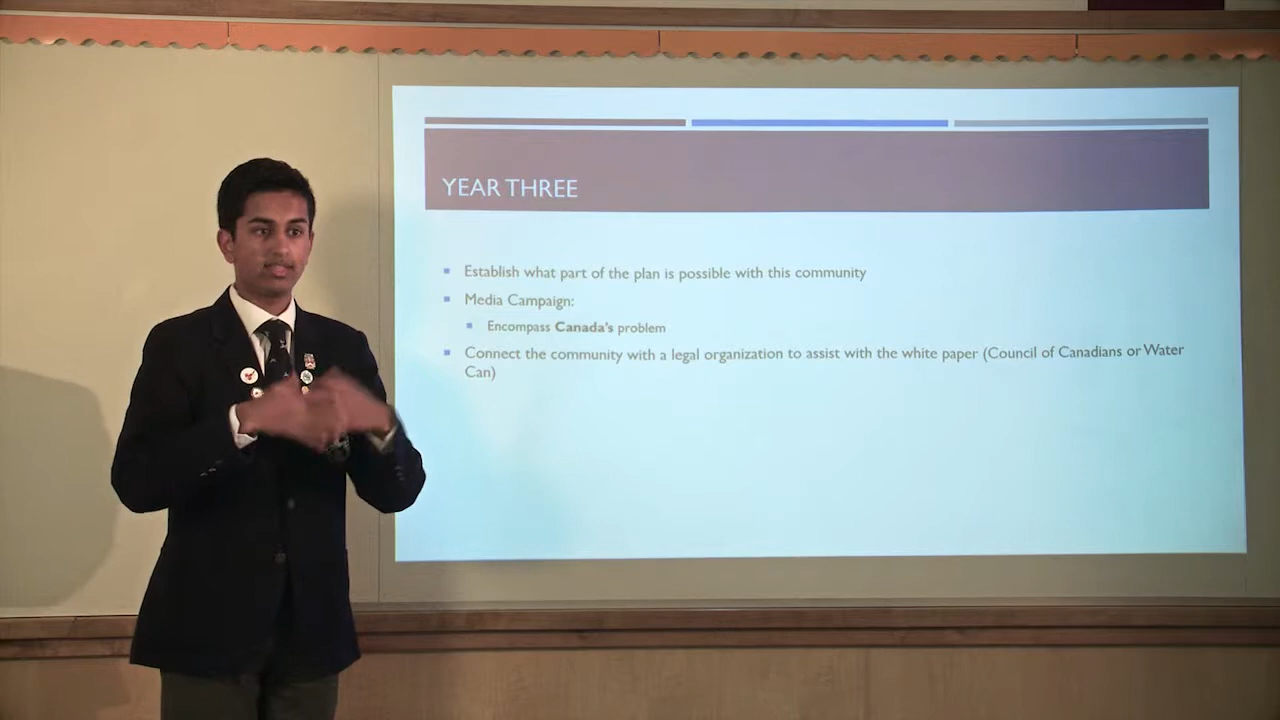 YEAR THREE
Establish what part of the plan is possible with this community
Media Campaign:
Encompass Canada's problem
Connect the community with a legal organization to assist with the white paper (Council of Canadians or Water
Can)